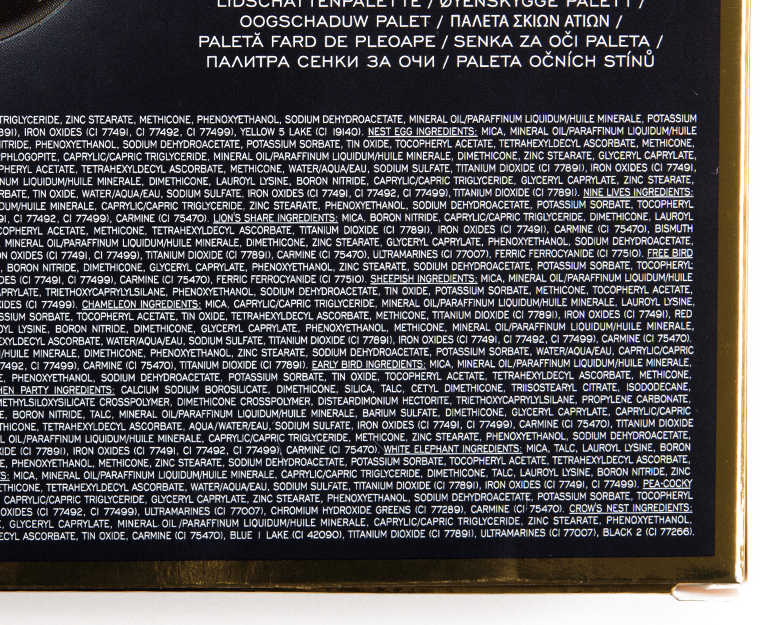 LIDSCHATTENPALETTE / ØYENSKYGGE PALETT /
OOGSCHADUW PALET / ΠΑΛΕΤΑ ΣΚΙΩΝ ΑΤΙΩΝ /
PALETĂ FARD DE PLEOAPE / SENKA ZA OČI PALETA /
ПАЛИТРА СЕНКИ ЗА ОЧИ / PALETA OČNÍCH STÍNŮ
TRIGLYCERIDE, ZINC STEARATE, METHICONE, PHENOXYETHANOL, SODIUM DEHYDROACETATE, MINERAL OIL/PARAFFINUM LIQUIDUM/HUILE MINERALE, POTASSIUM
IRON OXIDES (CI 77491, CI 77492, CI 77499), YELLOW 5 LAKE (CI 19140). NEST EGG INGREDIENTS: MICA, MINERAL OIL/PARAFFINUM LIQUIDUM/HUILE
NITRIDE, PHENOXYETHANOL, SODIUM DEHYDROACETATE, POTASSIUM SORBATE, TIN OXIDE, TOCOPHERYL ACETATE, TETRAHEXYLDECYL ASCORBATE, METHICONE,
PHLOGOPITE, CAPRYLIC/CAPRIC TRIGLYCERIDE, MINERAL OIL/PARAFFINUM LIQUIDUM/HUILE MINERALE, DIMETHICONE, ZINC STEARATE, GLYCERYL CAPRYLATE,
PHERYL ACETATE, TETRAHEXYLDECYL ASCORBATE, METHICONE, WATER/AQUA/EAU, SODIUM SULFATE, TITANIUM DIOXIDE (CI 77891), IRON OXIDES (CI 77491,
NUM LIQUIDUM/HUILE MINERALE, DIMETHICONE, LAUROYL LYSINE, BORON NITRIDE, CAPRYLIC/CAPRIC TRIGLYCERIDE, GLYCERYL CAPRYLATE, ZINC STEARATE,
RBATE, TIN OXIDE, WATER/AQUA/EAU, SODIUM SULFATE, IRON OXIDES (CI 77491, CI 77492, CI 77499), TITANIUM DIOXIDE (CI 77891). NINE LIVES INGREDIENTS:
DUM/HUILE MINERALE, CAPRYLIC/CAPRIC TRIGLYCERIDE, ZINC STEARATE, PHENOXYETHANOL, SODIUM DEHYDROACETATE, POTASSIUM SORBATE, TOCOPHERYL
CI 77492, CI 77499), CARMINE (CI 75470). LION'S SHARE INGREDIENTS: MICA, BORON NITRIDE, CAPRYLIC/CAPRIC TRIGLYCERIDE, DIMETHICONE, LAUROYL
COPHERYL ACETATE, METHICONE, TETRAHEXYLDECYL ASCORBATE, TITANIUM DIOXIDE (CI 77891), IRON OXIDES (CI 77491), CARMINE (CI 75470), BISMUTH
MINERAL OIL/PARAFFINUM LIQUIDUM/HUILE MINERALE, DIMETHICONE, ZINC STEARATE, GLYCERYL CAPRYLATE, PHENOXYETHANOL, SODIUM DEHYDROACETATE,
N OXIDES (CI 77491, CI 77499), TITANIUM DIOXIDE (CI 77891), CARMINE (CI 75470), ULTRAMARINES (CI 77007), FERRIC FERROCYANIDE (CI 77510). FREE BIRD
BORON NITRIDE, DIMETHICONE, GLYCERYL CAPRYLATE, PHENOXYETHANOL, ZINC STEARATE, SODIUM DEHYDROACETATE, POTASSIUM SORBATE, TOCOPHERYL
DES (CI 77491, CI 77499), CARMINE (CI 75470), FERRIC FERROCYANIDE (CI 77510). SHEEPISH INGREDIENTS: MICA, MINERAL OIL/PARAFFINUM LIQUIDUM/HUILE
APRYLATE, TRIETHOXYCAPRYLYLSILANE, PHENOXYETHANOL, SODIUM DEHYDROACETATE, TIN OXIDE, POTASSIUM SORBATE, METHICONE, TOCOPHERYL ACETATE,
IDES (CI 77499). CHAMELEON INGREDIENTS: MICA, CAPRYLIC/CAPRIC TRIGLYCERIDE, MINERAL OIL/PARAFFINUM LIQUIDUM/HUILE MINERALE, LAUROYL LYSINE,
SSIUM SORBATE, TOCOPHERYL ACETATE, TIN OXIDE, TETRAHEXYLDECYL ASCORBATE, METHICONE, TITANIUM DIOXIDE (CI 77891), IRON OXIDES (CI 77491), RED
OYL LYSINE, BORON NITRIDE, DIMETHICONE, GLYCERYL CAPRYLATE, PHENOXYETHANOL, METHICONE, MINERAL OIL/PARAFFINUM LIQUIDUM/HUILE MINERALE,
EXYLDECYL ASCORBATE, WATER/AQUA/EAU, SODIUM SULFATE, TITANIUM DIOXIDE (CI 77891), IRON OXIDES (CI 77491, CI 77492, CI 77499), CARMINE (CI 75470).
/HUILE MINERALE, DIMETHICONE, PHENOXYETHANOL, ZINC STEARATE, SODIUM DEHYDROACETATE, POTASSIUM SORBATE, WATER/AQUA/EAU, CAPRYLIC/CAPRIC
77492, CI 77499), CARMINE (CI 75470), TITANIUM DIOXIDE (CI 77891). EARLY BIRD INGREDIENTS: MICA, MINERAL OIL/PARAFFINUM LIQUIDUM/HUILE MINERALE,
E, PHENOXYETHANOL, SODIUM DEHYDROACETATE, POTASSIUM SORBATE, TIN OXIDE, TOCOPHERYL ACETATE, TETRAHEXYLDECYL ASCORBATE, METHICONE,
HEN PARTY INGREDIENTS: CALCIUM SODIUM BOROSILICATE, DIMETHICONE, SILICA, TALC, CETYL DIMETHICONE, TRIISOSTEARYL CITRATE, ISODODECANE,
METHYLSILOXYSILICATE CROSSPOLYMER, DIMETHICONE CROSSPOLYMER, DISTEARDIMONIUM HECTORITE, TRIETHOXYCAPRYLYLSILANE, PROPYLENE CARBONATE,
E, BORON NITRIDE, TALC, MINERAL OIL/PARAFFINUM LIQUIDUM/HUILE MINERALE, BARIUM SULFATE, DIMETHICONE, GLYCERYL CAPRYLATE, CAPRYLIC/CAPRIC
THICONE, TETRAHEXYLDECYL ASCORBATE, AQUA/WATER/EAU, SODIUM SULFATE, IRON OXIDES (CI 77491, CI 77492, CI 77499), CARMINE (CI 75470), TITANIUM DIOXIDE
L OIL/PARAFFINUM LIQUIDUM/HUILE MINERALE, CAPRYLIC/CAPRIC TRIGLYCERIDE, METHICONE, ZINC STEARATE, PHENOXYETHANOL, SODIUM DEHYDROACETATE,
IDE (CI 77891), IRON OXIDES (CI 77491, CI 77492, CI 77499), CARMINE (CI 75470). WHITE ELEPHANT INGREDIENTS: MICA, TALC, LAUROYL LYSINE, BORON
E, PHENOXYETHANOL, METHICONE, ZINC STEARATE, SODIUM DEHYDROACETATE, POTASSIUM SORBATE, TOCOPHERYL ACETATE, TETRAHEXYLDECYL ASCORBATE,
TS: MICA, MINERAL OIL/PARAFFINUM LIQUIDUM/HUILE MINERALE, CAPRYLIC/CAPRIC TRIGLYCERIDE, DIMETHICONE, TALC, LAUROYL LYSINE, BORON NITRIDE, ZINC
ETHICONE, TETRAHEXYLDECYL ASCORBATE, WATER/AQUA/EAU, SODIUM SULFATE, TITANIUM DIOXIDE (CI 77891), IRON OXIDES (CI 77491, CI 77499). PEA-COCKY
CAPRYLIC/CAPRIC TRIGLYCERIDE, GLYCERYL CAPRYLATE, ZINC STEARATE, PHENOXYETHANOL, SODIUM DEHYDROACETATE, POTASSIUM SORBATE, TOCOPHERYL
OXIDES (CI 77492, CI 77499), ULTRAMARINES (CI 77007), CHROMIUM HYDROXIDE GREENS (CI 77289), CARMINE (CI 75470). CROW'S NEST INGREDIENTS:
E, GLYCERYL CAPRYLATE, MINERAL OIL/PARAFFINUM LIQUIDUM/HUILE MINERALE, CAPRYLIC/CAPRIC TRIGLYCERIDE, ZINC STEARATE, PHENOXYETHANOL,
ECYL ASCORBATE, TIN OXIDE, CARMINE (CI 75470), BLUE 1 LAKE (CI 42090), TITANIUM DIOXIDE (CI 77891), ULTRAMARINES (CI 77007), BLACK 2 (CI 77266).